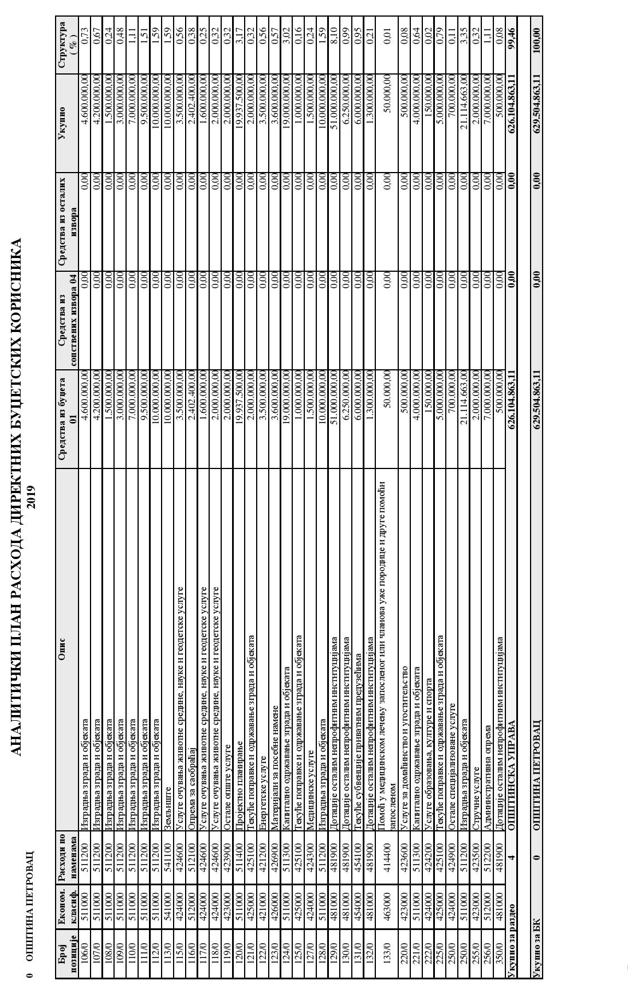 АНАЛИТИЧКИ ПЛАН РАСХОДА ДИРЕКТНИХ БУЏЕТСКИХ КОРИСНИКА
2019
0 ОПШТИНА ПЕТРОВАЦ
Број позиције Економ. класиф. Расходи по наменама Опис Средства из буџета 01 Средства из сопствених извора 04 Средства из осталих извора Укупно Структура ( % )
106/0 511000 511200 Изградња зграда и објеката 4.600.000,00 0,00 0,00 4.600.000,00 0,73
107/0 511000 511200 Изградња зграда и објеката 4.200.000,00 0,00 0,00 4.200.000,00 0,67
108/0 511000 511200 Изградња зграда и објеката 1.500.000,00 0,00 0,00 1.500.000,00 0,24
109/0 511000 511200 Изградња зграда и објеката 3.000.000,00 0,00 0,00 3.000.000,00 0,48
110/0 511000 511200 Изградња зграда и објеката 7.000.000,00 0,00 0,00 7.000.000,00 1,11
111/0 511000 511200 Изградња зграда и објеката 9.500.000,00 0,00 0,00 9.500.000,00 1,51
112/0 511000 511200 Изградња зграда и објеката 10.000.000,00 0,00 0,00 10.000.000,00 1,59
113/0 541000 541100 Земљиште 10.000.000,00 0,00 0,00 10.000.000,00 1,59
115/0 424000 424600 Услуге очувања животне средине, науке и геодетске услуге 3.500.000,00 0,00 0,00 3.500.000,00 0,56
116/0 512000 512100 Опрема за саобраћај 2.402.400,00 0,00 0,00 2.402.400,00 0,38
117/0 424000 424600 Услуге очувања животне средине, науке и геодетске услуге 1.600.000,00 0,00 0,00 1.600.000,00 0,25
118/0 424000 424600 Услуге очувања животне средине, науке и геодетске услуге 2.000.000,00 0,00 0,00 2.000.000,00 0,32
119/0 423000 423900 Остале опште услуге 2.000.000,00 0,00 0,00 2.000.000,00 0,32
120/0 511000 511400 Пројектно планирање 19.937.500,00 0,00 0,00 19.937.500,00 3,17
121/0 425000 425100 Текуће поправке и одржавање зграда и објеката 2.000.000,00 0,00 0,00 2.000.000,00 0,32
122/0 421000 421200 Енергетске услуге 3.500.000,00 0,00 0,00 3.500.000,00 0,56
123/0 426000 426900 Материјали за посебне намене 3.600.000,00 0,00 0,00 3.600.000,00 0,57
124/0 511000 511300 Капитално одржавање зграда и објеката 19.000.000,00 0,00 0,00 19.000.000,00 3,02
125/0 425000 425100 Текуће поправке и одржавање зграда и објеката 1.000.000,00 0,00 0,00 1.000.000,00 0,16
127/0 424000 424300 Медицинске услуге 1.500.000,00 0,00 0,00 1.500.000,00 0,24
128/0 511000 511200 Изградња зграда и објеката 10.000.000,00 0,00 0,00 10.000.000,00 1,59
129/0 481000 481900 Дотације осталим непрофитним институцијама 51.000.000,00 0,00 0,00 51.000.000,00 8,10
130/0 481000 481900 Дотације осталим непрофитним институцијама 6.250.000,00 0,00 0,00 6.250.000,00 0,99
131/0 454000 454100 Текуће субвенције приватним предузећима 6.000.000,00 0,00 0,00 6.000.000,00 0,95
132/0 481000 481900 Дотације осталим непрофитним институцијама 1.300.000,00 0,00 0,00 1.300.000,00 0,21
133/0 463000 414400 Помоћ у медицинском лечењу запосленог или чланова уже породице и друге помоћи запосленом 50.000,00 0,00 0,00 50.000,00 0,01
220/0 423000 423600 Услуге за домаћинство и угоститељство 500.000,00 0,00 0,00 500.000,00 0,08
221/0 511000 511300 Капитално одржавање зграда и објеката 4.000.000,00 0,00 0,00 4.000.000,00 0,64
222/0 424000 424200 Услуге образовања, културе и спорта 150.000,00 0,00 0,00 150.000,00 0,02
225/0 425000 425100 Текуће поправке и одржавање зграда и објеката 5.000.000,00 0,00 0,00 5.000.000,00 0,79
250/0 424000 424900 Остале специјализоване услуге 700.000,00 0,00 0,00 700.000,00 0,11
250/0 511000 511200 Изградња зграда и објеката 21.114.663,00 0,00 0,00 21.114.663,00 3,35
255/0 423000 423500 Стручне услуге 2.000.000,00 0,00 0,00 2.000.000,00 0,32
256/0 512000 512200 Административна опрема 7.000.000,00 0,00 0,00 7.000.000,00 1,11
350/0 481000 481900 Дотације осталим непрофитним институцијама 500.000,00 0,00 0,00 500.000,00 0,08
Укупно за раздео 4 ОПШТИНСКА УПРАВА 626.104.863,11 0,00 0,00 626.104.863,11 99,46
Укупно за БК 0 ОПШТИНА ПЕТРОВАЦ 629.504.863,11 0,00 0,00 629.504.863,11 100,00